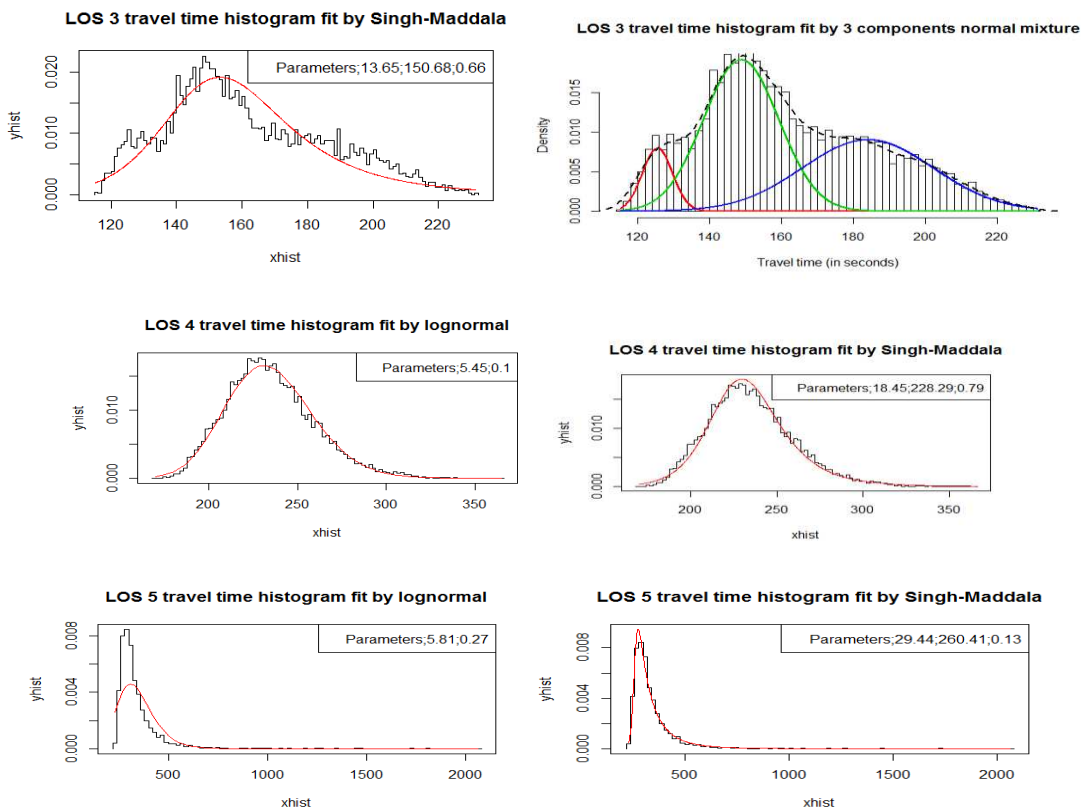 LOS 3 travel time histogram fit by Singh-Maddala
Parameters;13.65;150.68;0.66
yhist
0.000
0.010
0.020
120 140 160 180 200 220
xhist
LOS 3 travel time histogram fit by 3 components normal mixture
Density
0.000
0.005
0.010
0.015
120 140 160 180 200 220
Travel time (in seconds)
LOS 4 travel time histogram fit by lognormal
Parameters;5.45;0.1
yhist
0.000
0.010
200 250 300 350
xhist
LOS 4 travel time histogram fit by Singh-Maddala
Parameters;18.45;228.29;0.79
yhist
0.000
0.010
200 250 300 350
xhist
LOS 5 travel time histogram fit by lognormal
Parameters;5.81;0.27
yhist
0.000
0.004
0.008
500 1000 1500 2000
xhist
LOS 5 travel time histogram fit by Singh-Maddala
Parameters;29.44;260.41;0.13
yhist
0.000
0.004
0.008
500 1000 1500 2000
xhist